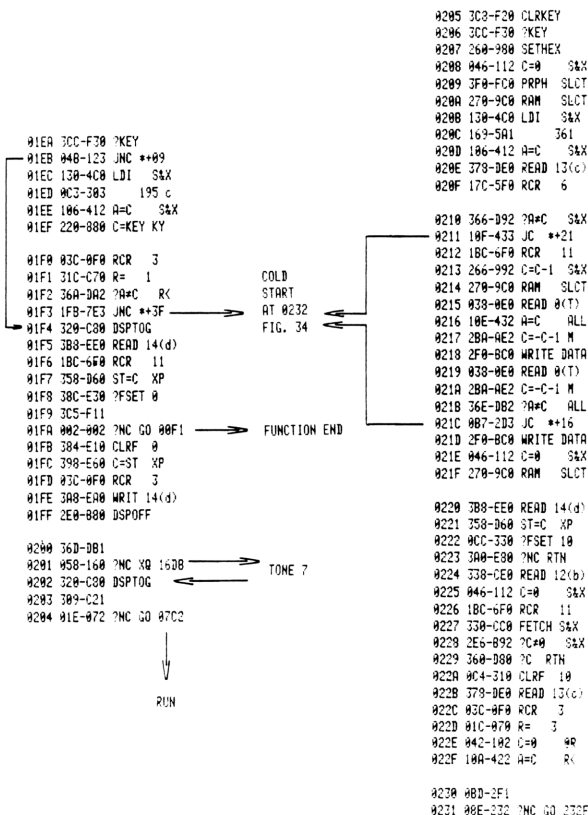 01EA 3CC-F30 ?KEY
01EB 04B-123 JNC *+09
01EC 130-4C0 LDI S&X
01ED 0C3-303 195 c
01EE 106-412 A=C S&X
01EF 220-880 C=KEY KY
01F0 03C-0F0 RCR 3
01F1 31C-C70 R= 1
01F2 36A-DA2 ?A≠C R<
01F3 1FB-7E3 JNC *+3F
01F4 320-C80 DSPTOG
01F5 3B8-EE0 READ 14(d)
01F6 1BC-6F0 RCR 11
01F7 358-D60 ST=C XP
01F8 38C-E30 ?FSET 0
01F9 3C5-F11
01FA 002-002 ?NC GO 00F1
01FB 384-E10 CLRF 0
01FC 398-E60 C=ST XP
01FD 03C-0F0 RCR 3
01FE 3A8-EA0 WRIT 14(d)
01FF 2E0-B80 DSPOFF
0200 36D-DB1
0201 058-160 ?NC XQ 16DB
0202 320-C80 DSPTOG
0203 309-C21
0204 01E-072 ?NC GO 07C2
RUN
COLD
START
AT 0232
FIG. 34
FUNCTION END
TONE 7
0205 3C8-F20 CLRKEY
0206 3CC-F30 ?KEY
0207 260-980 SETHEX
0208 046-112 C=0 S&X
0209 3F0-FC0 PRPH SLCT
020A 270-9C0 RAM SLCT
020B 130-4C0 LDI S&X
020C 169-5A1 361
020D 106-412 A=C S&X
020E 378-DE0 READ 13(c)
020F 17C-5F0 RCR 6
0210 366-D92 ?A≠C S&X
0211 10F-433 JC *+21
0212 1BC-6F0 RCR 11
0213 266-992 C=C-1 S&X
0214 270-9C0 RAM SLCT
0215 038-0E0 READ 0(T)
0216 10E-432 A=C ALL
0217 2BA-AE2 C=-C-1 M
0218 2F0-BC0 WRITE DATA
0219 038-0E0 READ 0(T)
021A 2BA-AE2 C=-C-1 M
021B 36E-DB2 ?A≠C ALL
021C 0B7-2D3 JC *+16
021D 2F0-BC0 WRITE DATA
021E 046-112 C=0 S&X
021F 270-9C0 RAM SLCT
0220 3B8-EE0 READ 14(d)
0221 358-D60 ST=C XP
0222 0CC-330 ?FSET 10
0223 3A0-E80 ?NC RTN
0224 338-CE0 READ 12(b)
0225 046-112 C=0 S&X
0226 1BC-6F0 RCR 11
0227 330-CC0 FETCH S&X
0228 2E6-B92 ?C≠0 S&X
0229 360-D80 ?C RTN
022A 0C4-310 CLRF 10
022B 378-DE0 READ 13(c)
022C 03C-0F0 RCR 3
022D 01C-070 R= 3
022E 042-102 C=0 @R
022F 10A-422 A=C R<
0230 0BD-2F1
0231 08E-232 ?NC GO 232F